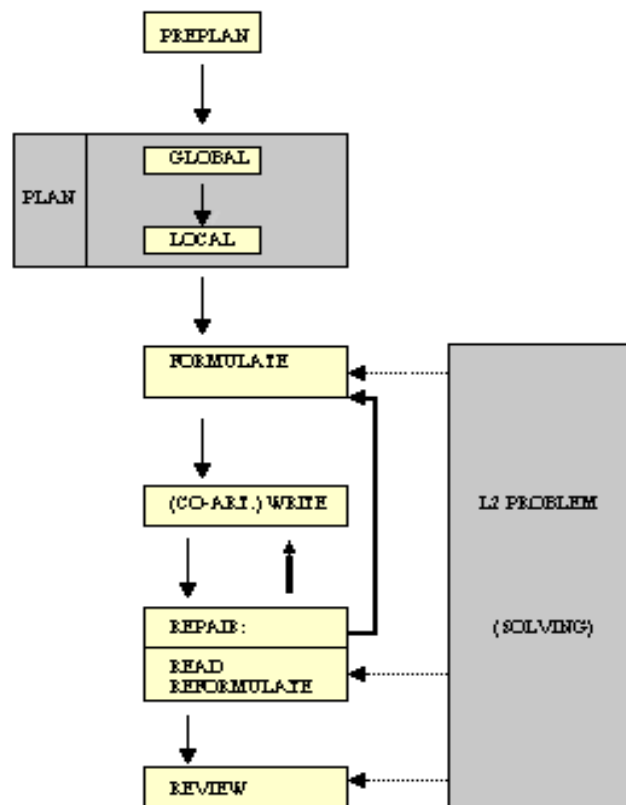 PREPLAN
GLOBAL
PLAN
LOCAL
FORMULATE
(CO-ART.) WRITE
L2 PROBLEM
REPAIR:
(SOLVING)
READ
REFORMULATE
REVIEW